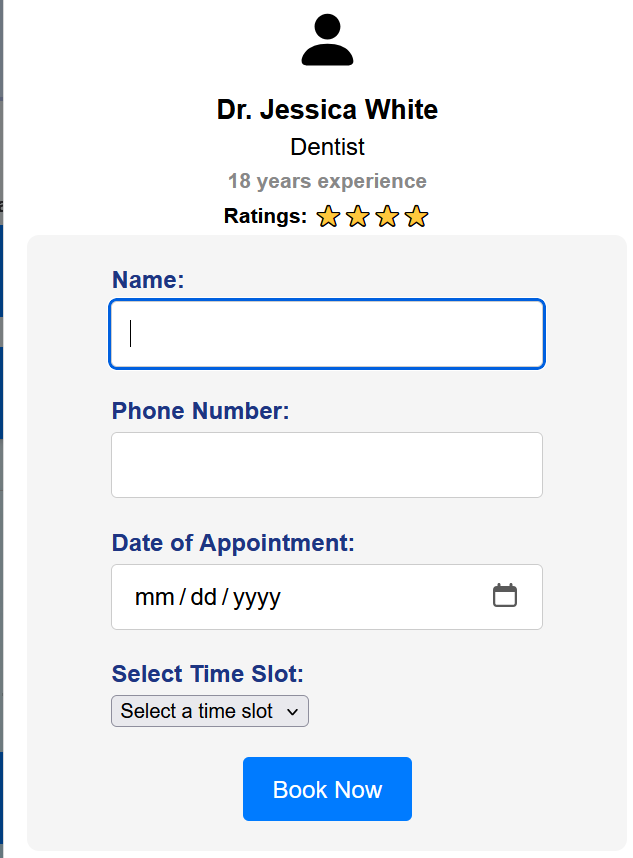 Dr. Jessica White
Dentist
18 years experience
Ratings:
Name:
Phone Number:
Date of Appointment:
mm/dd/yyyy
Select Time Slot:
Select a time slot
Book Now